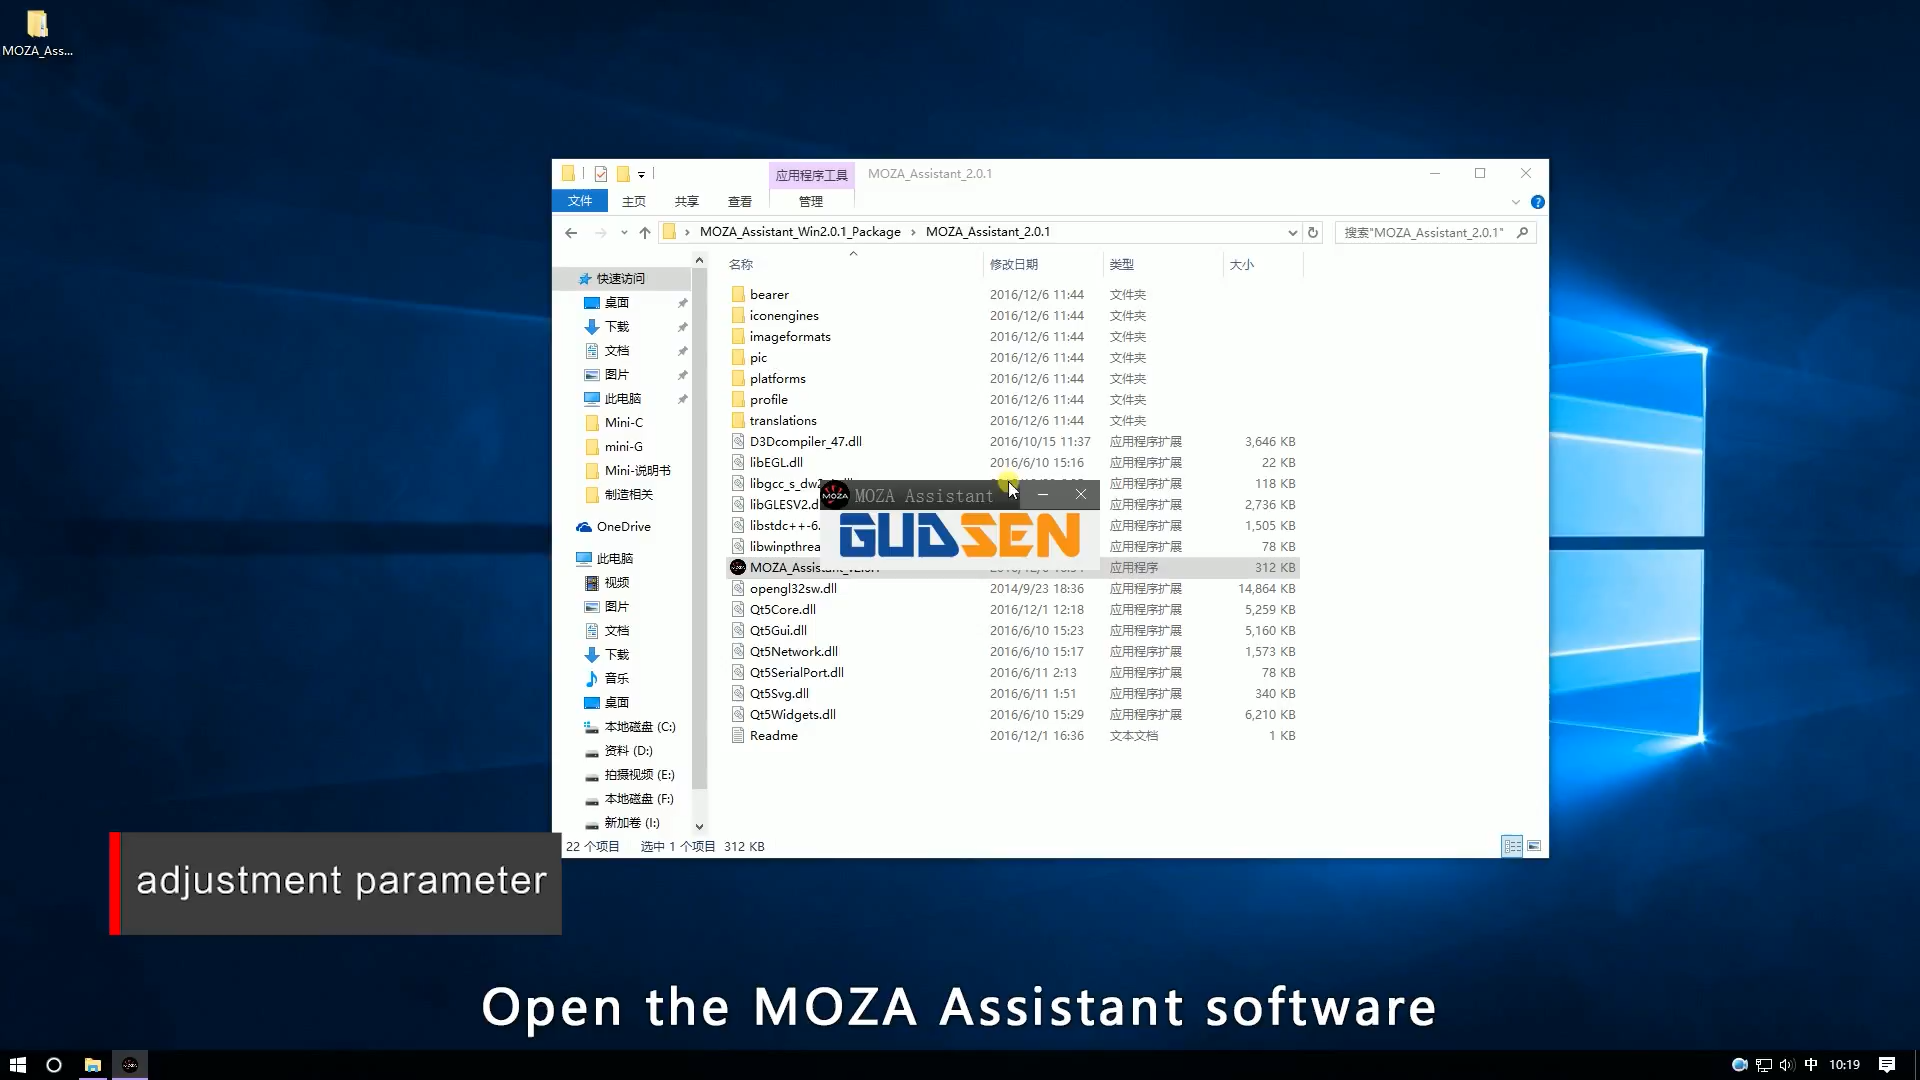 MOZA_Ass...
应用程序工具
MOZA_Assistant_2.0.1
文件
主页
共享
查看
管理
MOZA_Assistant_Win2.0.1_Package
MOZA_Assistant_2.0.1
搜索"MOZA_Assistant_2.0.1"
名称
修改日期
类型
大小
快速访问
桌面
下载
文档
图片
此电脑
Mini-C
mini-G
Mini-说明书
制造相关
OneDrive
此电脑
视频
图片
文档
下载
音乐
桌面
本地磁盘 (C:)
资料 (D:)
拍摄视频 (E:)
本地磁盘 (F:)
新加卷 (I:)
bearer 2016/12/6 11:44 文件夹
iconengines 2016/12/6 11:44 文件夹
imageformats 2016/12/6 11:44 文件夹
pic 2016/12/6 11:44 文件夹
platforms 2016/12/6 11:44 文件夹
profile 2016/12/6 11:44 文件夹
translations 2016/12/6 11:44 文件夹
D3Dcompiler_47.dll 2016/10/15 11:37 应用程序扩展 3,646 KB
libEGL.dll 2016/6/10 15:16 应用程序扩展 22 KB
libgcc_s_dw2 应用程序扩展 118 KB
libGLESV2.d 应用程序扩展 2,736 KB
libstdc++-6. 应用程序扩展 1,505 KB
libwinpthrea 应用程序扩展 78 KB
MOZA_Assistant 应用程序 312 KB
opengl32sw.dll 2014/9/23 18:36 应用程序扩展 14,864 KB
Qt5Core.dll 2016/12/1 12:18 应用程序扩展 5,259 KB
Qt5Gui.dll 2016/6/10 15:23 应用程序扩展 5,160 KB
Qt5Network.dll 2016/6/10 15:17 应用程序扩展 1,573 KB
Qt5SerialPort.dll 2016/6/11 2:13 应用程序扩展 78 KB
Qt5Svg.dll 2016/6/11 1:51 应用程序扩展 340 KB
Qt5Widgets.dll 2016/6/10 15:29 应用程序扩展 6,210 KB
Readme 2016/12/1 16:36 文本文档 1 KB
MOZA
MOZA Assistant
GUDSEN
22 个项目
选中 1 个项目 312 KB
adjustment parameter
Open the MOZA Assistant software
中
10:19